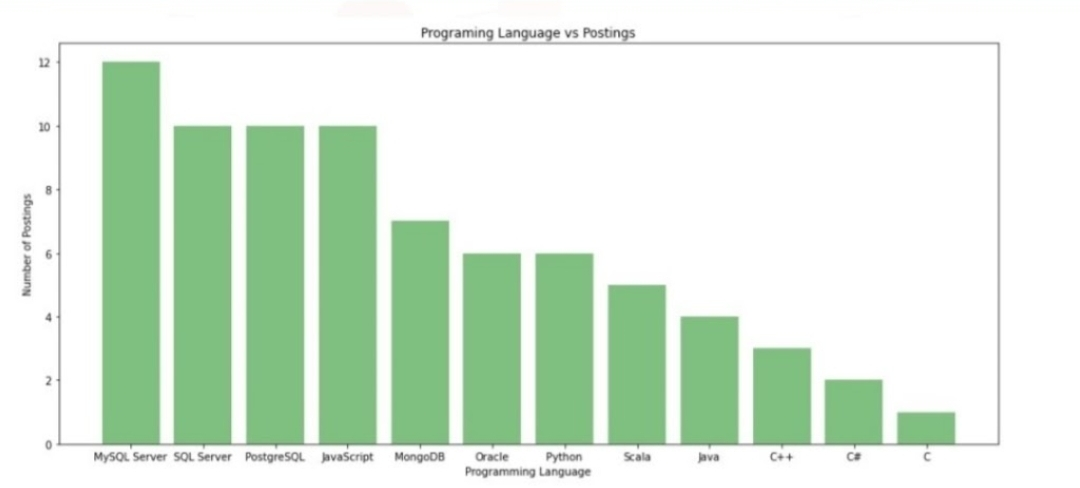 Programing Language vs Postings
Number of Postings
12
10
8
6
4
2
0
MySQL Server SQL Server PostgreSQL JavaScript MongoDB Oracle Python Scala Java C++ C# C
Programming Language